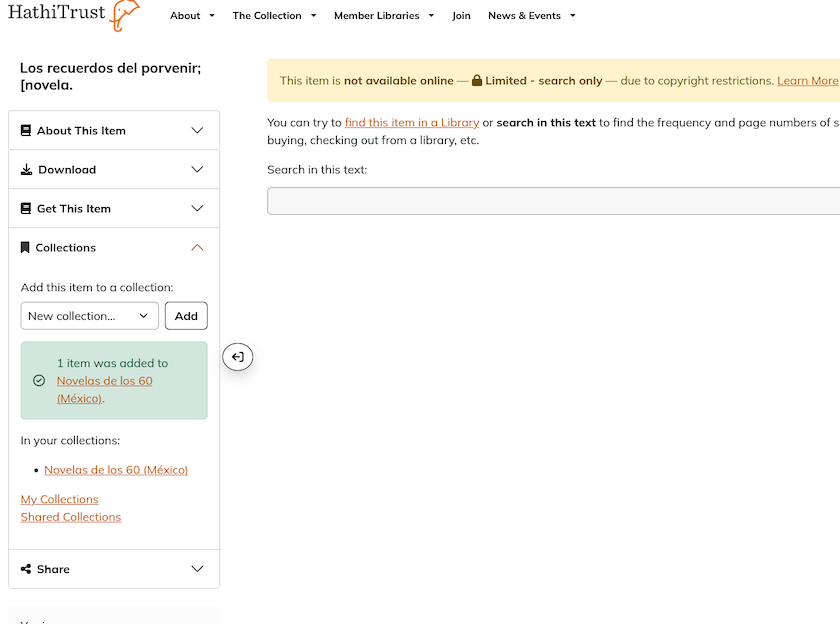 HathiTrust
About
The Collection
Member Libraries
Join
News & Events
Los recuerdos del porvenir;
[novela.
About This Item
Download
Get This Item
Collections
Add this item to a collection:
New collection...
Add
1 item was added to
Novelas de los 60
(México).
In your collections:
Novelas de los 60 (México)
My Collections
Shared Collections
Share
This item is not available online — Limited - search only — due to copyright restrictions. Learn More
You can try to find this item in a Library or search in this text to find the frequency and page numbers of s
buying, checking out from a library, etc.
Search in this text: